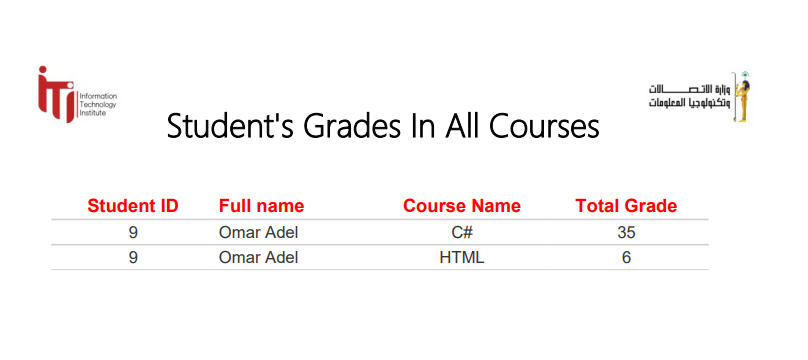 iTi
Information
Technology
Institute
وزارة الاتصالات
وتكنولوجيا المعلومات
Student's Grades In All Courses
Student ID Full name Course Name Total Grade
9 Omar Adel C# 35
9 Omar Adel HTML 6